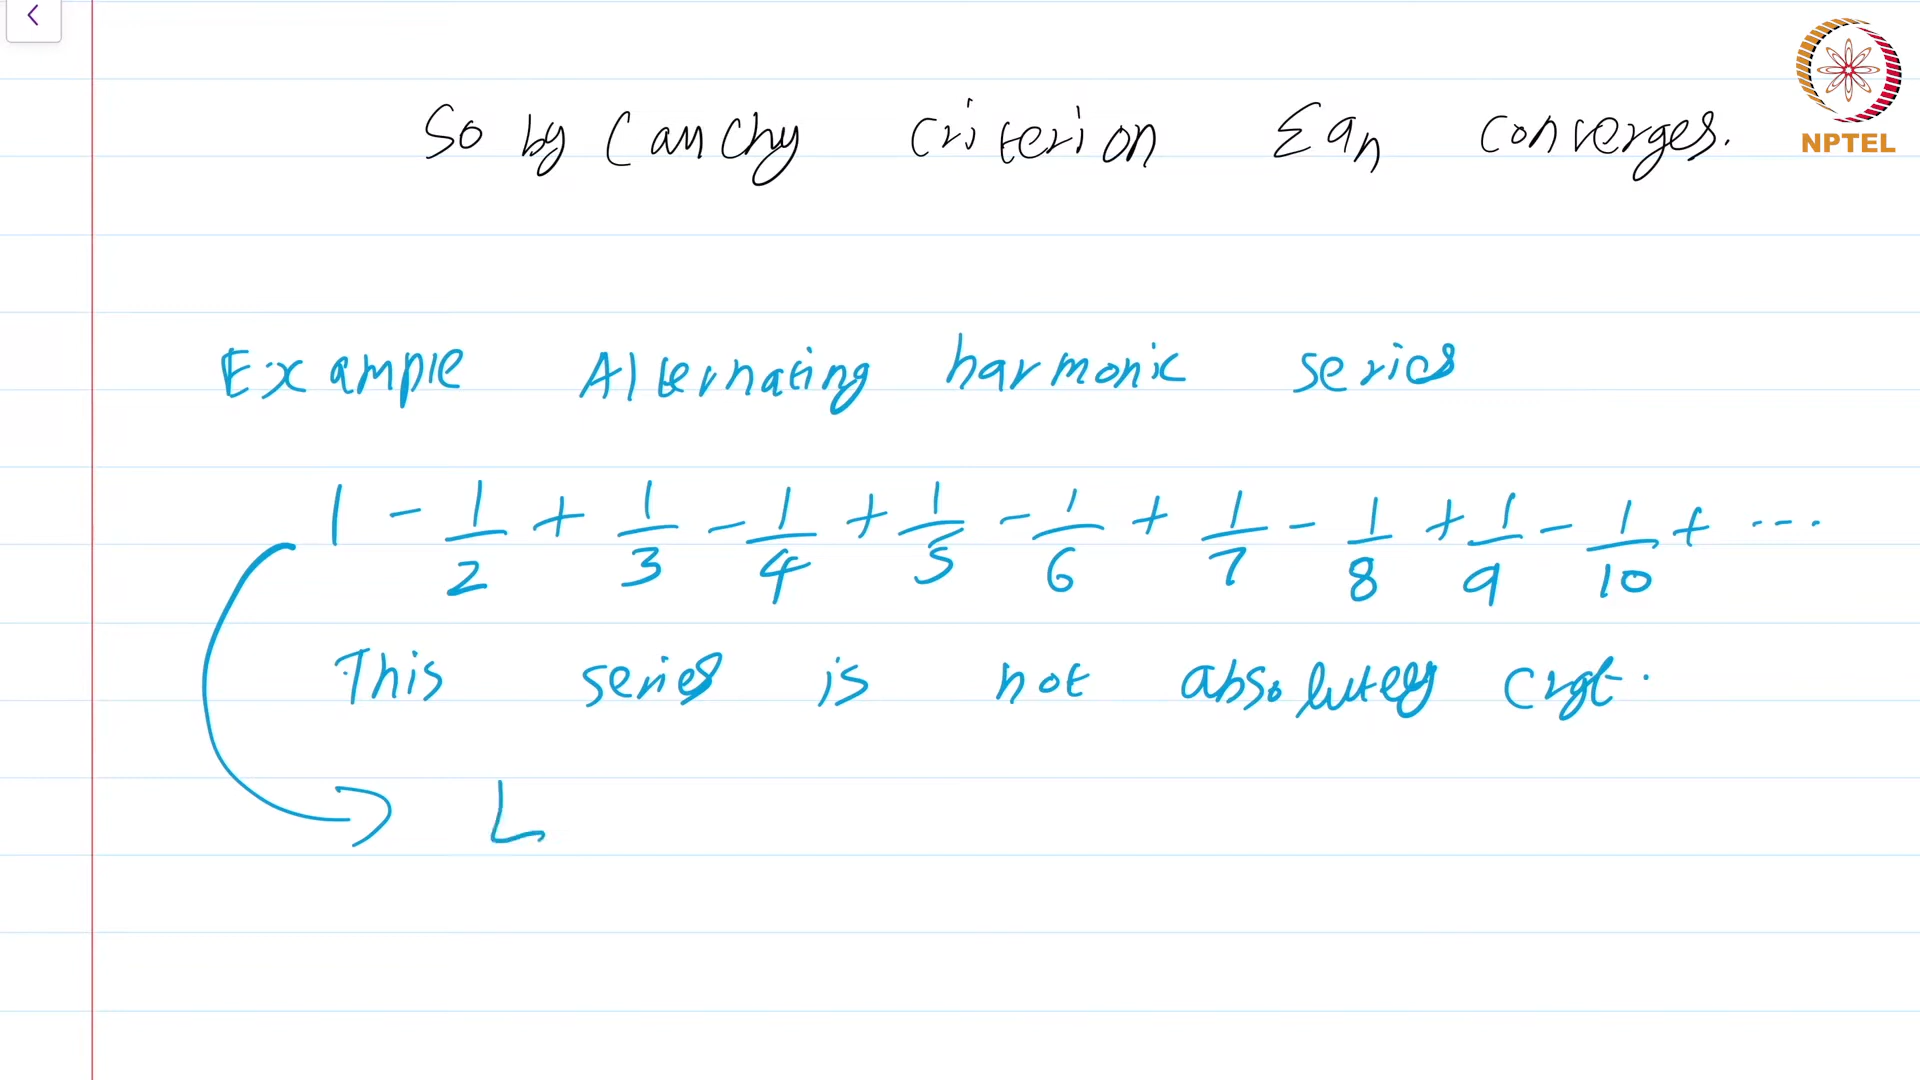 So by Cauchy criterion Σan converges.
NPTEL
Example Alternating harmonic series
1 - 1/2 + 1/3 - 1/4 + 1/5 - 1/6 + 1/7 - 1/8 + 1/9 - 1/10 + ...
This series is not absolutely crgt.
L